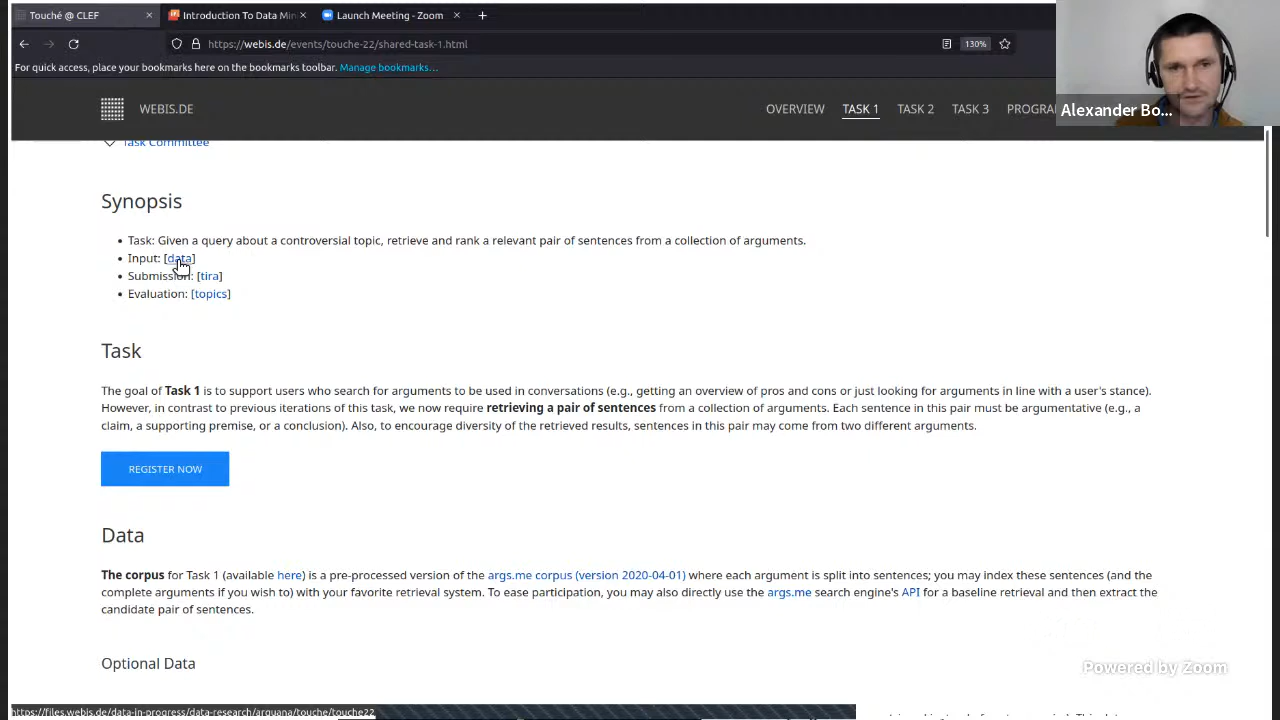 Touché @ CLEF
Introduction To Data Min
Launch Meeting - Zoom
https://webis.de/events/touche-22/shared-task-1.html
130%
For quick access, place your bookmarks here on the bookmarks toolbar. Manage bookmarks...
WEBIS.DE
OVERVIEW TASK 1 TASK 2 TASK 3 PROGRA
Alexander Bo...
Task Committee
Synopsis
• Task: Given a query about a controversial topic, retrieve and rank a relevant pair of sentences from a collection of arguments.
• Input: [data]
• Submission: [tira]
• Evaluation: [topics]
Task
The goal of Task 1 is to support users who search for arguments to be used in conversations (e.g., getting an overview of pros and cons or just looking for arguments in line with a user's stance).
However, in contrast to previous iterations of this task, we now require retrieving a pair of sentences from a collection of arguments. Each sentence in this pair must be argumentative (e.g., a
claim, a supporting premise, or a conclusion). Also, to encourage diversity of the retrieved results, sentences in this pair may come from two different arguments.
REGISTER NOW
Data
The corpus for Task 1 (available here) is a pre-processed version of the args.me corpus (version 2020-04-01) where each argument is split into sentences; you may index these sentences (and the
complete arguments if you wish to) with your favorite retrieval system. To ease participation, you may also directly use the args.me search engine's API for a baseline retrieval and then extract the
candidate pair of sentences.
Optional Data
Powered by Zoom
https://files.webis.de/data-in-progress/data-research/arguana/touche/touche22